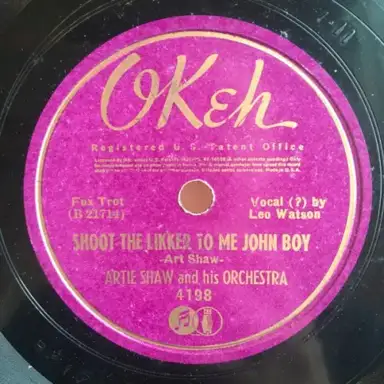 OKeh
Registered U.S. Patent Office
Fox Trot
(B 21714)
Vocal (?) by
Leo Watson
SHOOT THE LIKKER TO ME JOHN BOY
-Art Shaw-
ARTIE SHAW and his ORCHESTRA
4198